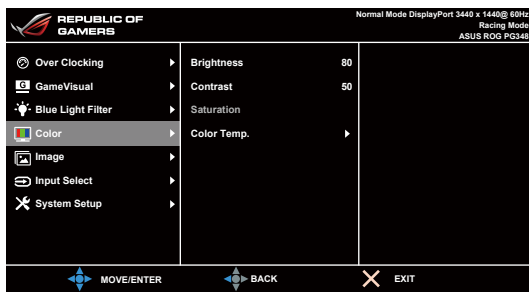 REPUBLIC OF
GAMERS
Normal Mode DisplayPort 3440 x 1440@ 60Hz
Racing Mode
ASUS ROG PG348
Over Clocking
G GameVisual
Blue Light Filter
Color
Image
Input Select
System Setup
Brightness 80
Contrast 50
Saturation
Color Temp.
MOVE/ENTER BACK EXIT